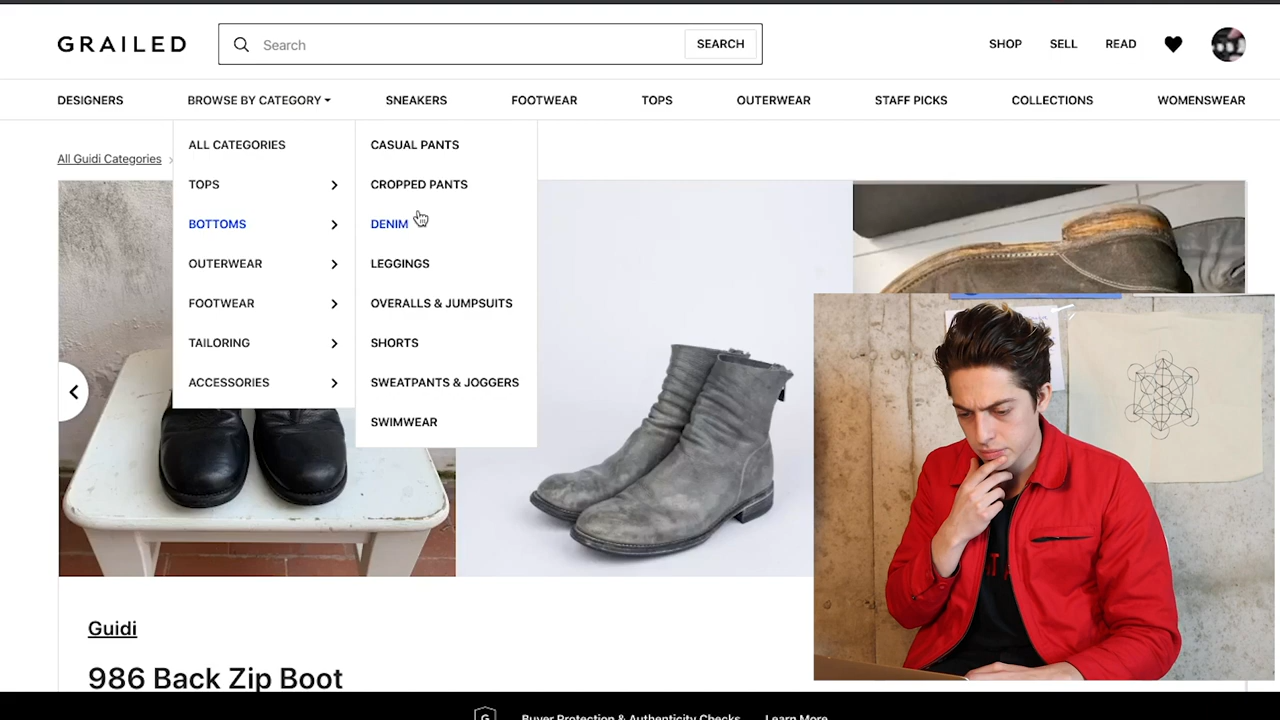 GRAILED
Search
SEARCH
SHOP
SELL
READ
DESIGNERS
BROWSE BY CATEGORY
SNEAKERS
FOOTWEAR
TOPS
OUTERWEAR
STAFF PICKS
COLLECTIONS
WOMENSWEAR
All Guidi Categories
ALL CATEGORIES
TOPS
BOTTOMS
OUTERWEAR
FOOTWEAR
TAILORING
ACCESSORIES
CASUAL PANTS
CROPPED PANTS
DENIM
LEGGINGS
OVERALLS & JUMPSUITS
SHORTS
SWEATPANTS & JOGGERS
SWIMWEAR
Guidi
986 Back Zip Boot
G
Buyer Protection & Authenticity Checks
Learn More